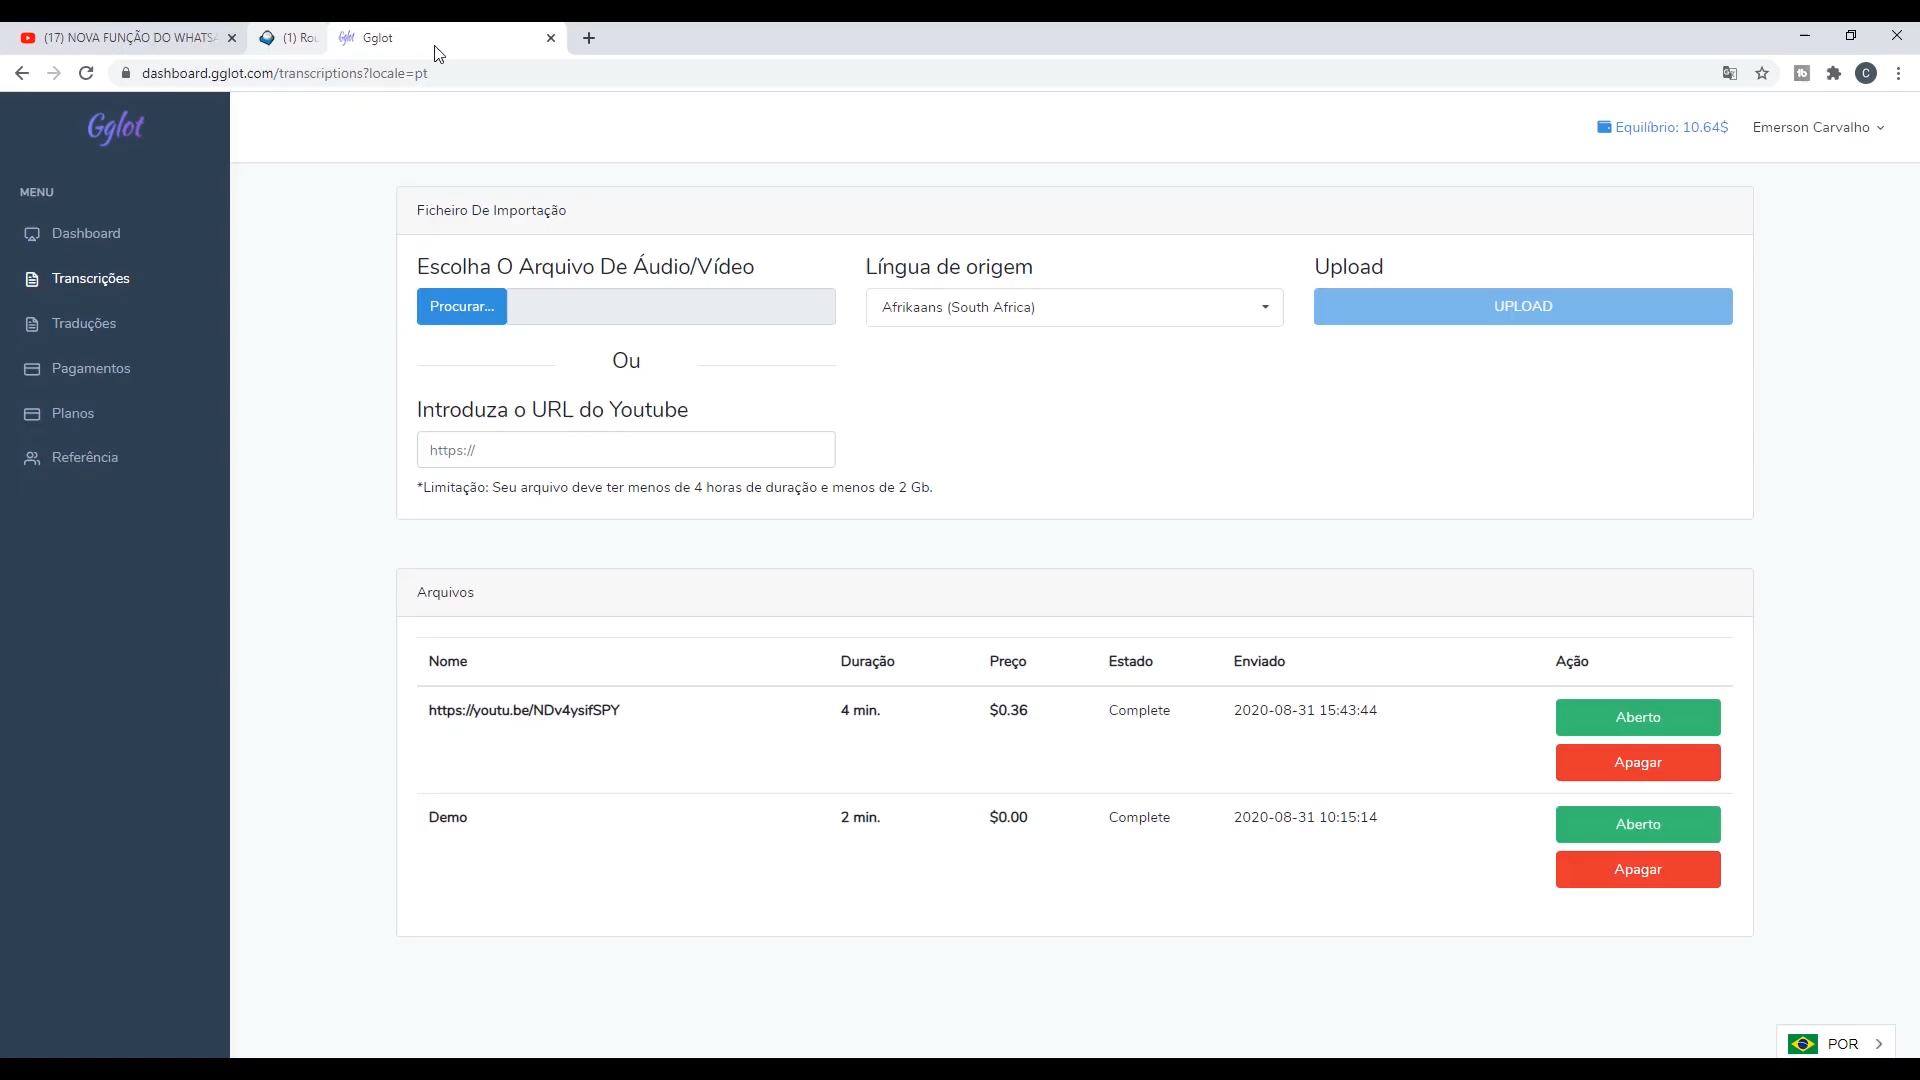 (17) NOVA FUNÇÃO DO WHATSA
(1) Rou
Gglot
Gglot
dashboard.gglot.com/transcriptions?locale=pt
C
Gglot
Equilíbrio: 10.64$
Emerson Carvalho
MENU
Dashboard
Transcrições
Traduções
Pagamentos
Planos
Referência
Ficheiro De Importação
Escolha O Arquivo De Áudio/Vídeo
Língua de origem
Upload
Procurar...
Afrikaans (South Africa)
UPLOAD
Ou
Introduza o URL do Youtube
https://
*Limitação: Seu arquivo deve ter menos de 4 horas de duração e menos de 2 Gb.
Arquivos
Nome Duração Preço Estado Enviado Ação
https://youtu.be/NDv4ysifSPY 4 min. $0.36 Complete 2020-08-31 15:43:44 Aberto
Apagar
Demo 2 min. $0.00 Complete 2020-08-31 10:15:14 Aberto
Apagar
POR